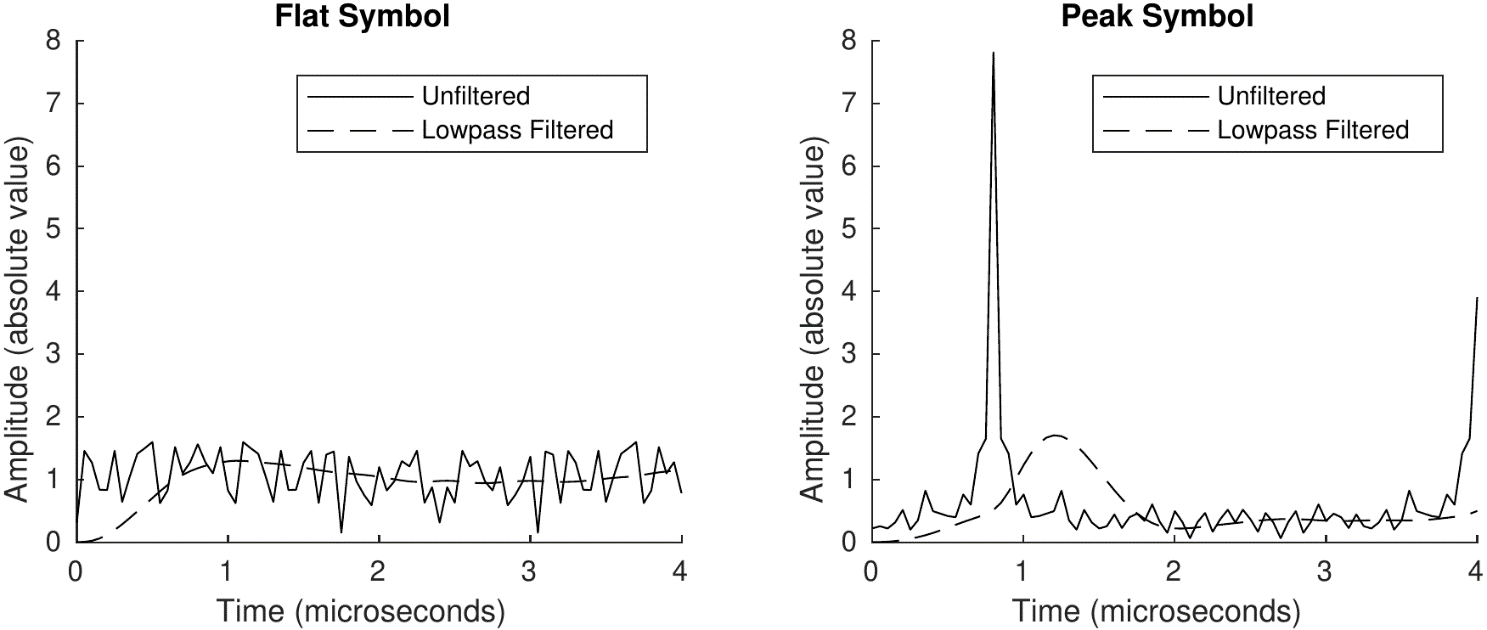 Flat Symbol
8
7
6
5
4
3
2
1
0
Amplitude (absolute value)
Unfiltered
Lowpass Filtered
0 1 2 3 4
Time (microseconds)
Peak Symbol
8
7
6
5
4
3
2
1
0
Amplitude (absolute value)
Unfiltered
Lowpass Filtered
0 1 2 3 4
Time (microseconds)